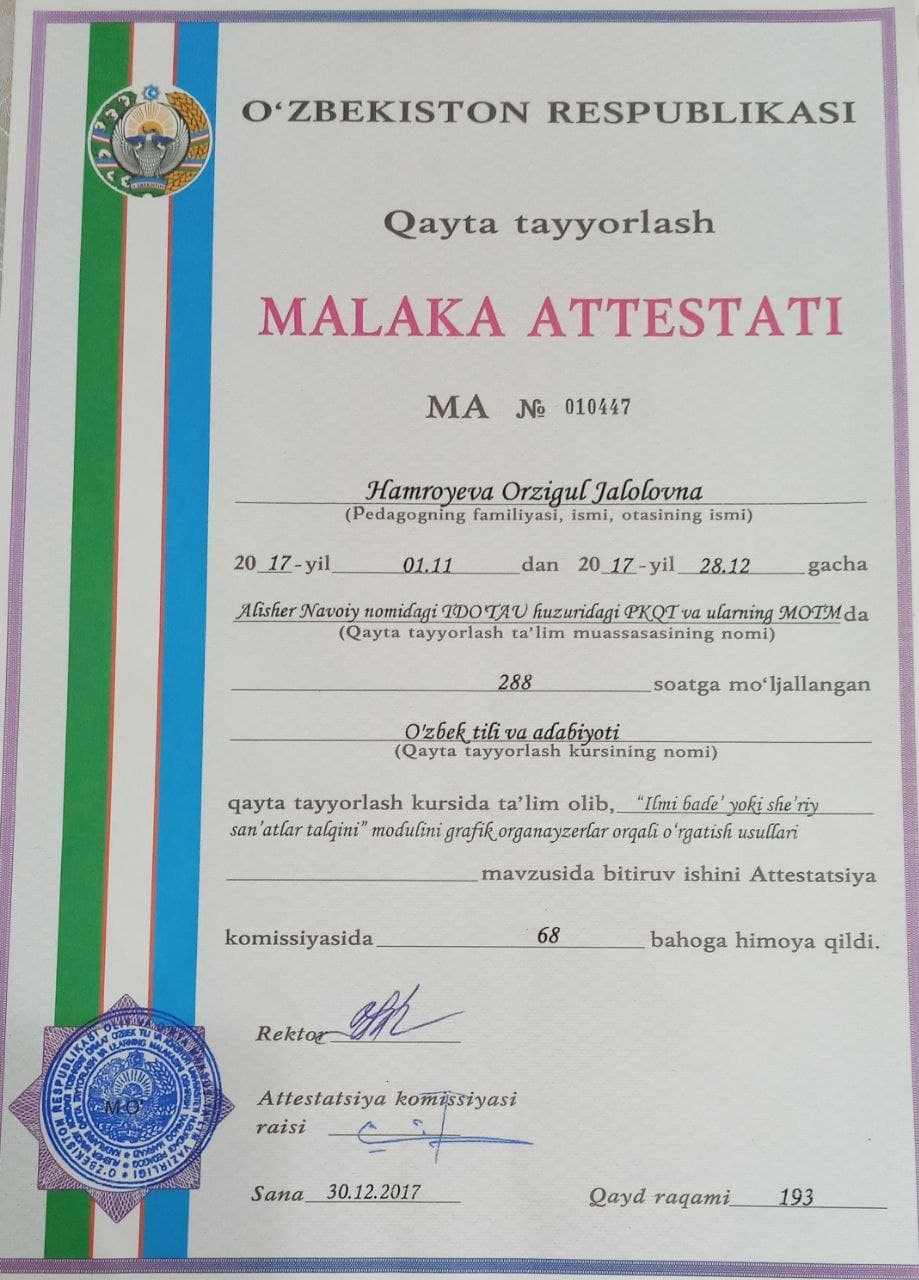 O‘ZBEKISTON RESPUBLIKASI
Qayta tayyorlash
MALAKA ATTESTATI
MA № 010447
Hamroyeva Orzigul Jalolovna
(Pedagogning familiyasi, ismi, otasining ismi)
20 17 -yil 01.11 dan 20 17 -yil 28.12 gacha
Alisher Navoiy nomidagi TDO‘TAU huzuridagi PKQT va ularning MOTM da
(Qayta tayyorlash ta’lim muassasasining nomi)
288 soatga mo‘ljallangan
O'zbek tili va adabiyoti
(Qayta tayyorlash kursining nomi)
qayta tayyorlash kursida ta’lim olib, “Ilmi bade’ yoki she’riy
san’atlar talqini” modulini grafik organayzerlar orqali o‘rgatish usullari
mavzusida bitiruv ishini Attestatsiya
komissiyasida 68 bahoga himoya qildi.
Rektor
Attestatsiya komissiyasi
raisi
M.O‘
Sana 30.12.2017 Qayd raqami 193